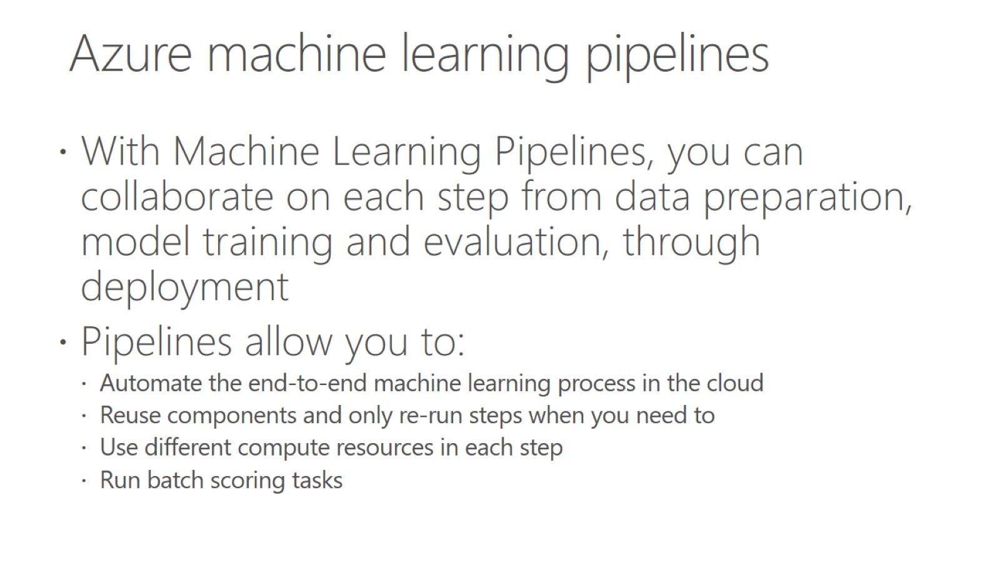 Azure machine learning pipelines
· With Machine Learning Pipelines, you can
collaborate on each step from data preparation,
model training and evaluation, through
deployment
· Pipelines allow you to:
· Automate the end-to-end machine learning process in the cloud
· Reuse components and only re-run steps when you need to
· Use different compute resources in each step
· Run batch scoring tasks